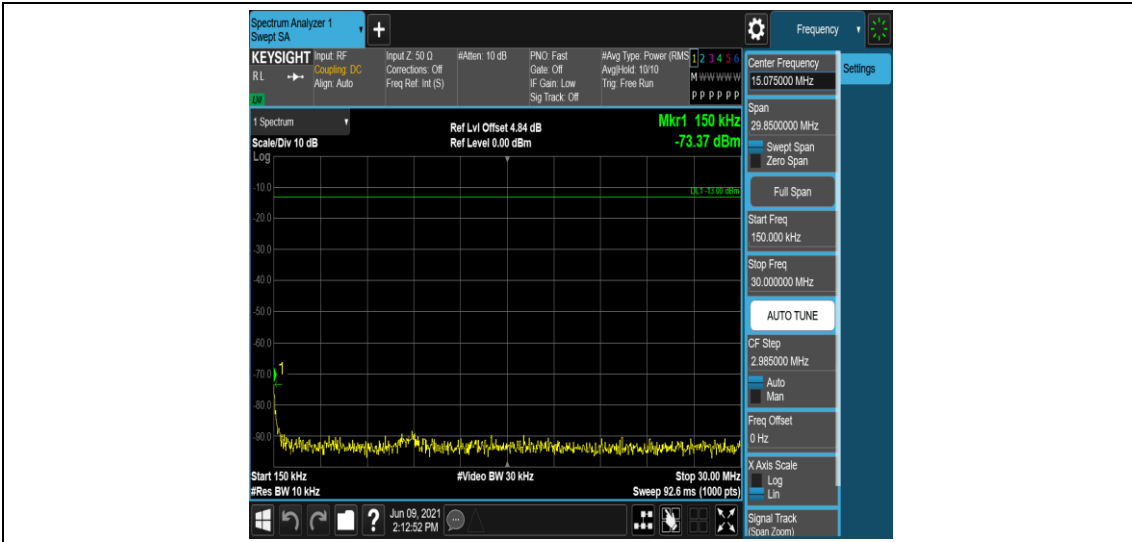 Spectrum Analyzer 1
Swept SA
+
Frequency
KEYSIGHT
Input: RF
Coupling: DC
Align: Auto
Input Z: 50 Ω
Corrections: Off
Freq Ref: Int (S)
#Atten: 10 dB
PNO: Fast
Gate: Off
IF Gain: Low
Sig Track: Off
#Avg Type: Power (RMS
Avg|Hold: 10/10
Trig: Free Run
1 2 3 4 5 6
M W W W W W
P P P P P P
R L
LXI
1 Spectrum
Scale/Div 10 dB
Log
Ref Lvl Offset 4.84 dB
Ref Level 0.00 dBm
Mkr1 150 kHz
-73.37 dBm
DL1 -13.00 dBm
-10.0
-20.0
-30.0
-40.0
-50.0
-60.0
-70.0
-80.0
-90.0
1
Start 150 kHz
#Res BW 10 kHz
#Video BW 30 kHz
Stop 30.00 MHz
Sweep 92.6 ms (1000 pts)
Center Frequency
15.075000 MHz
Settings
Span
29.8500000 MHz
Swept Span
Zero Span
Full Span
Start Freq
150.000 kHz
Stop Freq
30.000000 MHz
AUTO TUNE
CF Step
2.985000 MHz
Auto
Man
Freq Offset
0 Hz
X Axis Scale
Log
Lin
Signal Track
(Span Zoom)
?
Jun 09, 2021
2:12:52 PM